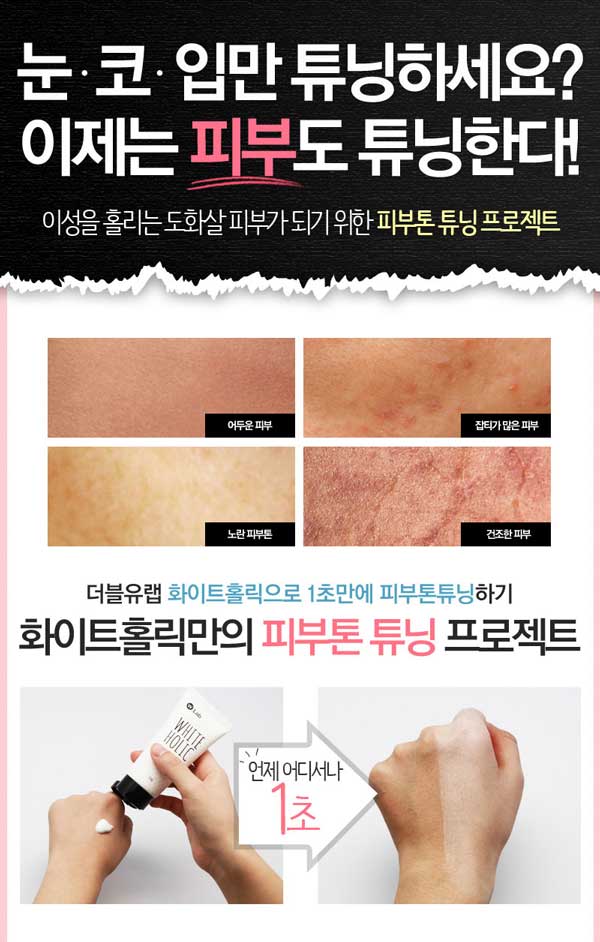 눈·코·입만 튜닝하세요?
이제는 피부도 튜닝한다!
이성을 홀리는 도화살 피부가 되기 위한 피부톤 튜닝 프로젝트
어두운 피부
잡티가 많은 피부
노란 피부톤
건조한 피부
더블유랩 화이트홀릭으로 1초만에 피부톤튜닝하기
화이트홀릭만의 피부톤 튜닝 프로젝트
W Lab
WHITE
HOLIC
언제 어디서나
1초